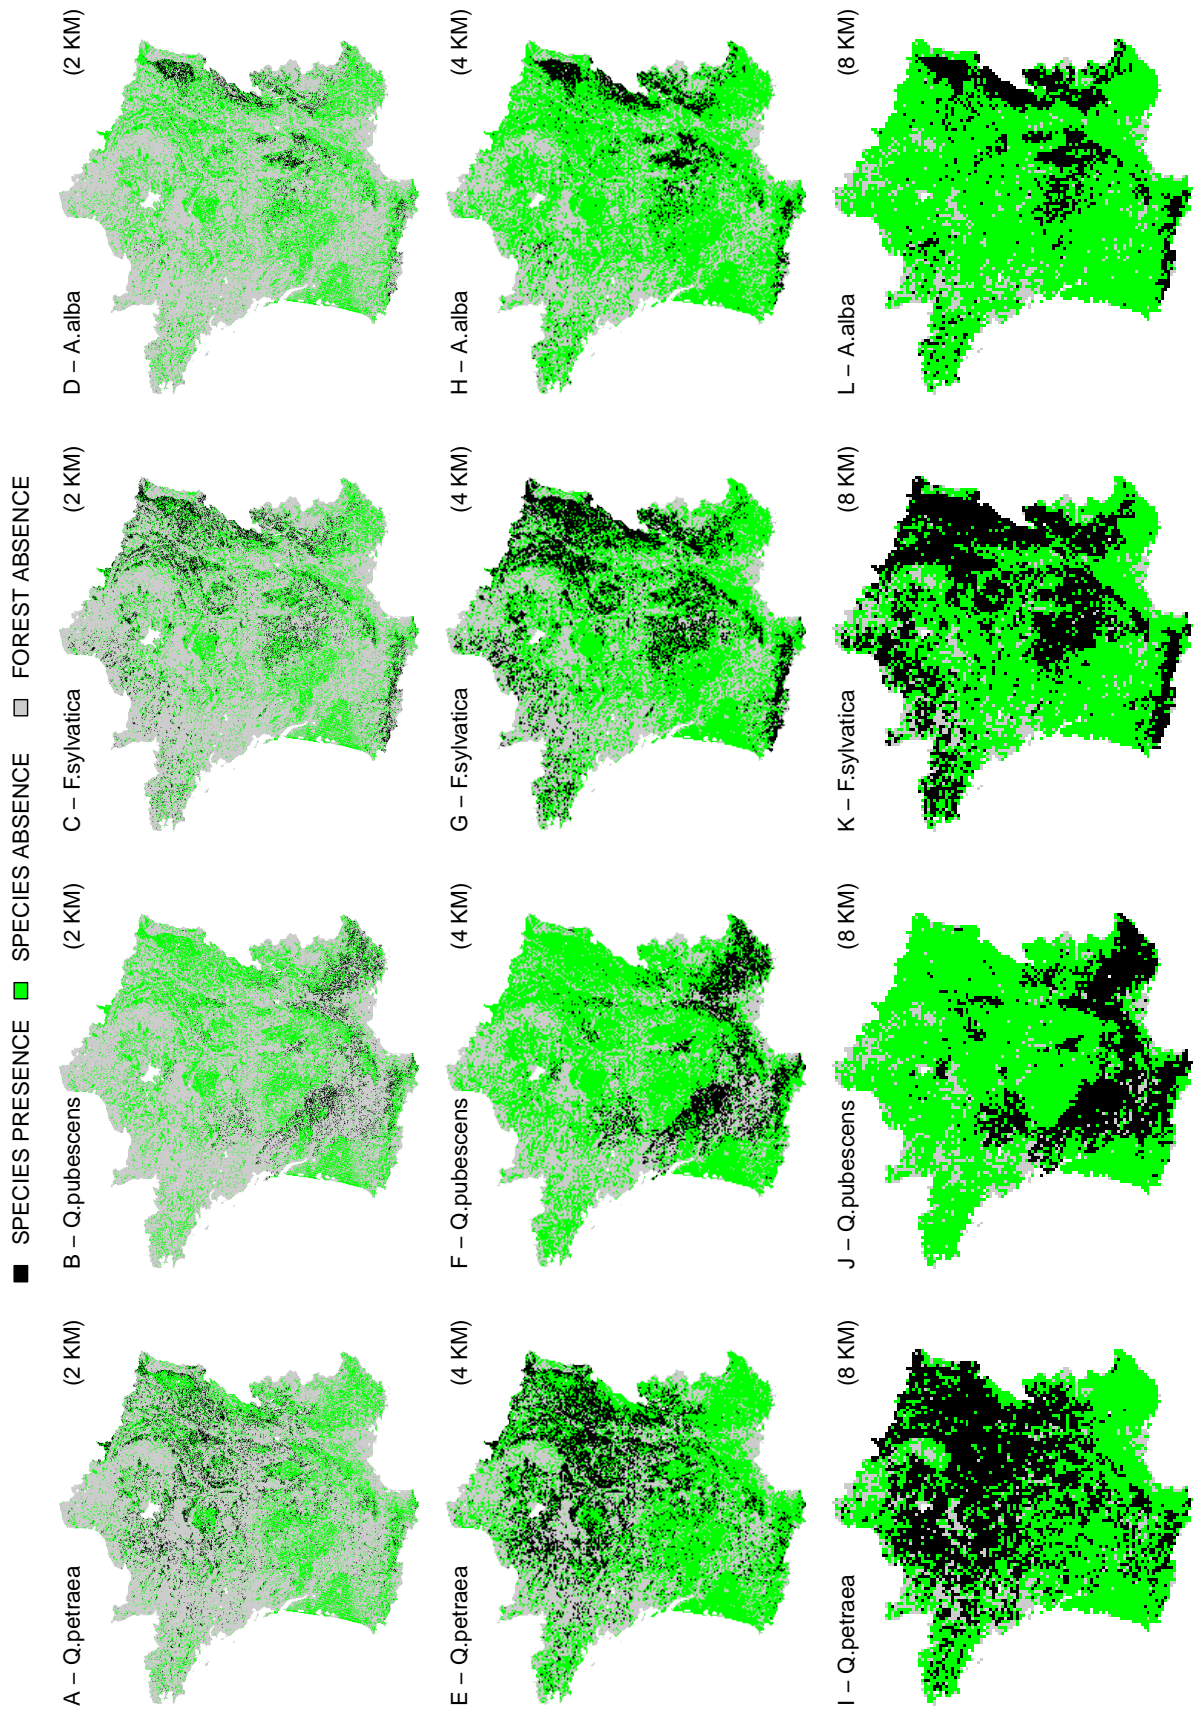 SPECIES PRESENCE SPECIES ABSENCE FOREST ABSENCE
A – Q.petraea (2 KM)
B – Q.pubescens (2 KM)
C – F.sylvatica (2 KM)
D – A.alba (2 KM)
E – Q.petraea (4 KM)
F – Q.pubescens (4 KM)
G – F.sylvatica (4 KM)
H – A.alba (4 KM)
I – Q.petraea (8 KM)
J – Q.pubescens (8 KM)
K – F.sylvatica (8 KM)
L – A.alba (8 KM)